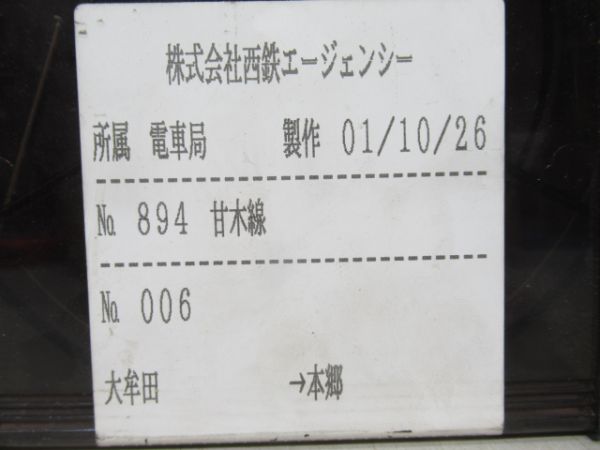 株式会社西鉄エージェンシー
所属 電車局 製作 01/10/26
№ 894 甘木線
№ 006
大牟田 →本郷